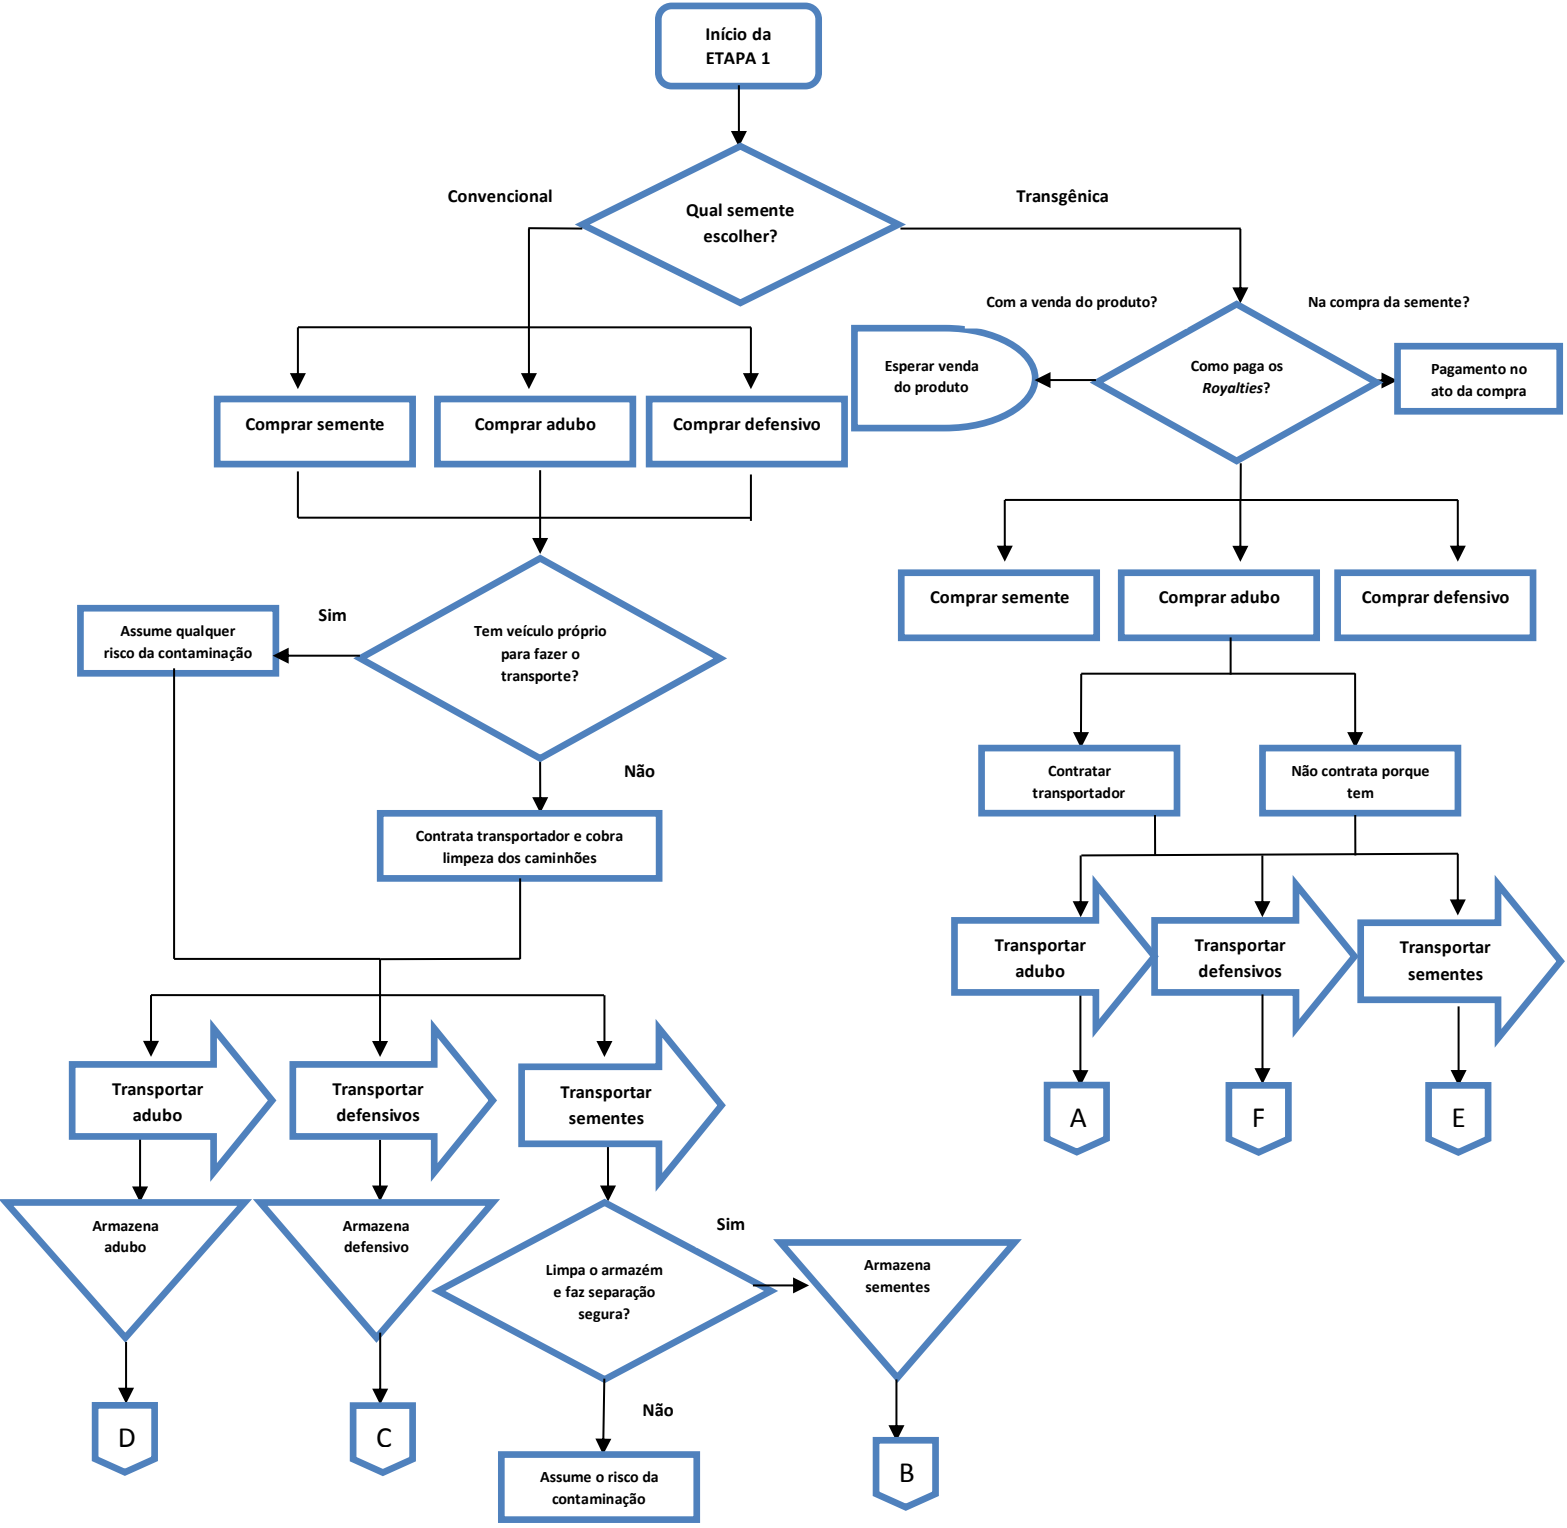 Início da
ETAPA 1
Convencional
Transgênica
Qual semente
escolher?
Com a venda do produto?
Na compra da semente?
Esperar venda
do produto
Como paga os
Royalties?
Pagamento no
ato da compra
Comprar semente
Comprar adubo
Comprar defensivo
Comprar semente
Comprar adubo
Comprar defensivo
Sim
Assume qualquer
risco da contaminação
Tem veículo próprio
para fazer o
transporte?
Não
Contratar
transportador
Não contrata porque
tem
Contrata transportador e cobra
limpeza dos caminhões
Transportar
adubo
Transportar
defensivos
Transportar
sementes
Transportar
adubo
Transportar
defensivos
Transportar
sementes
A
F
E
Armazena
adubo
Armazena
defensivo
Sim
Limpa o armazém
e faz separação
segura?
Armazena
sementes
Não
D
C
B
Assume o risco da
contaminação